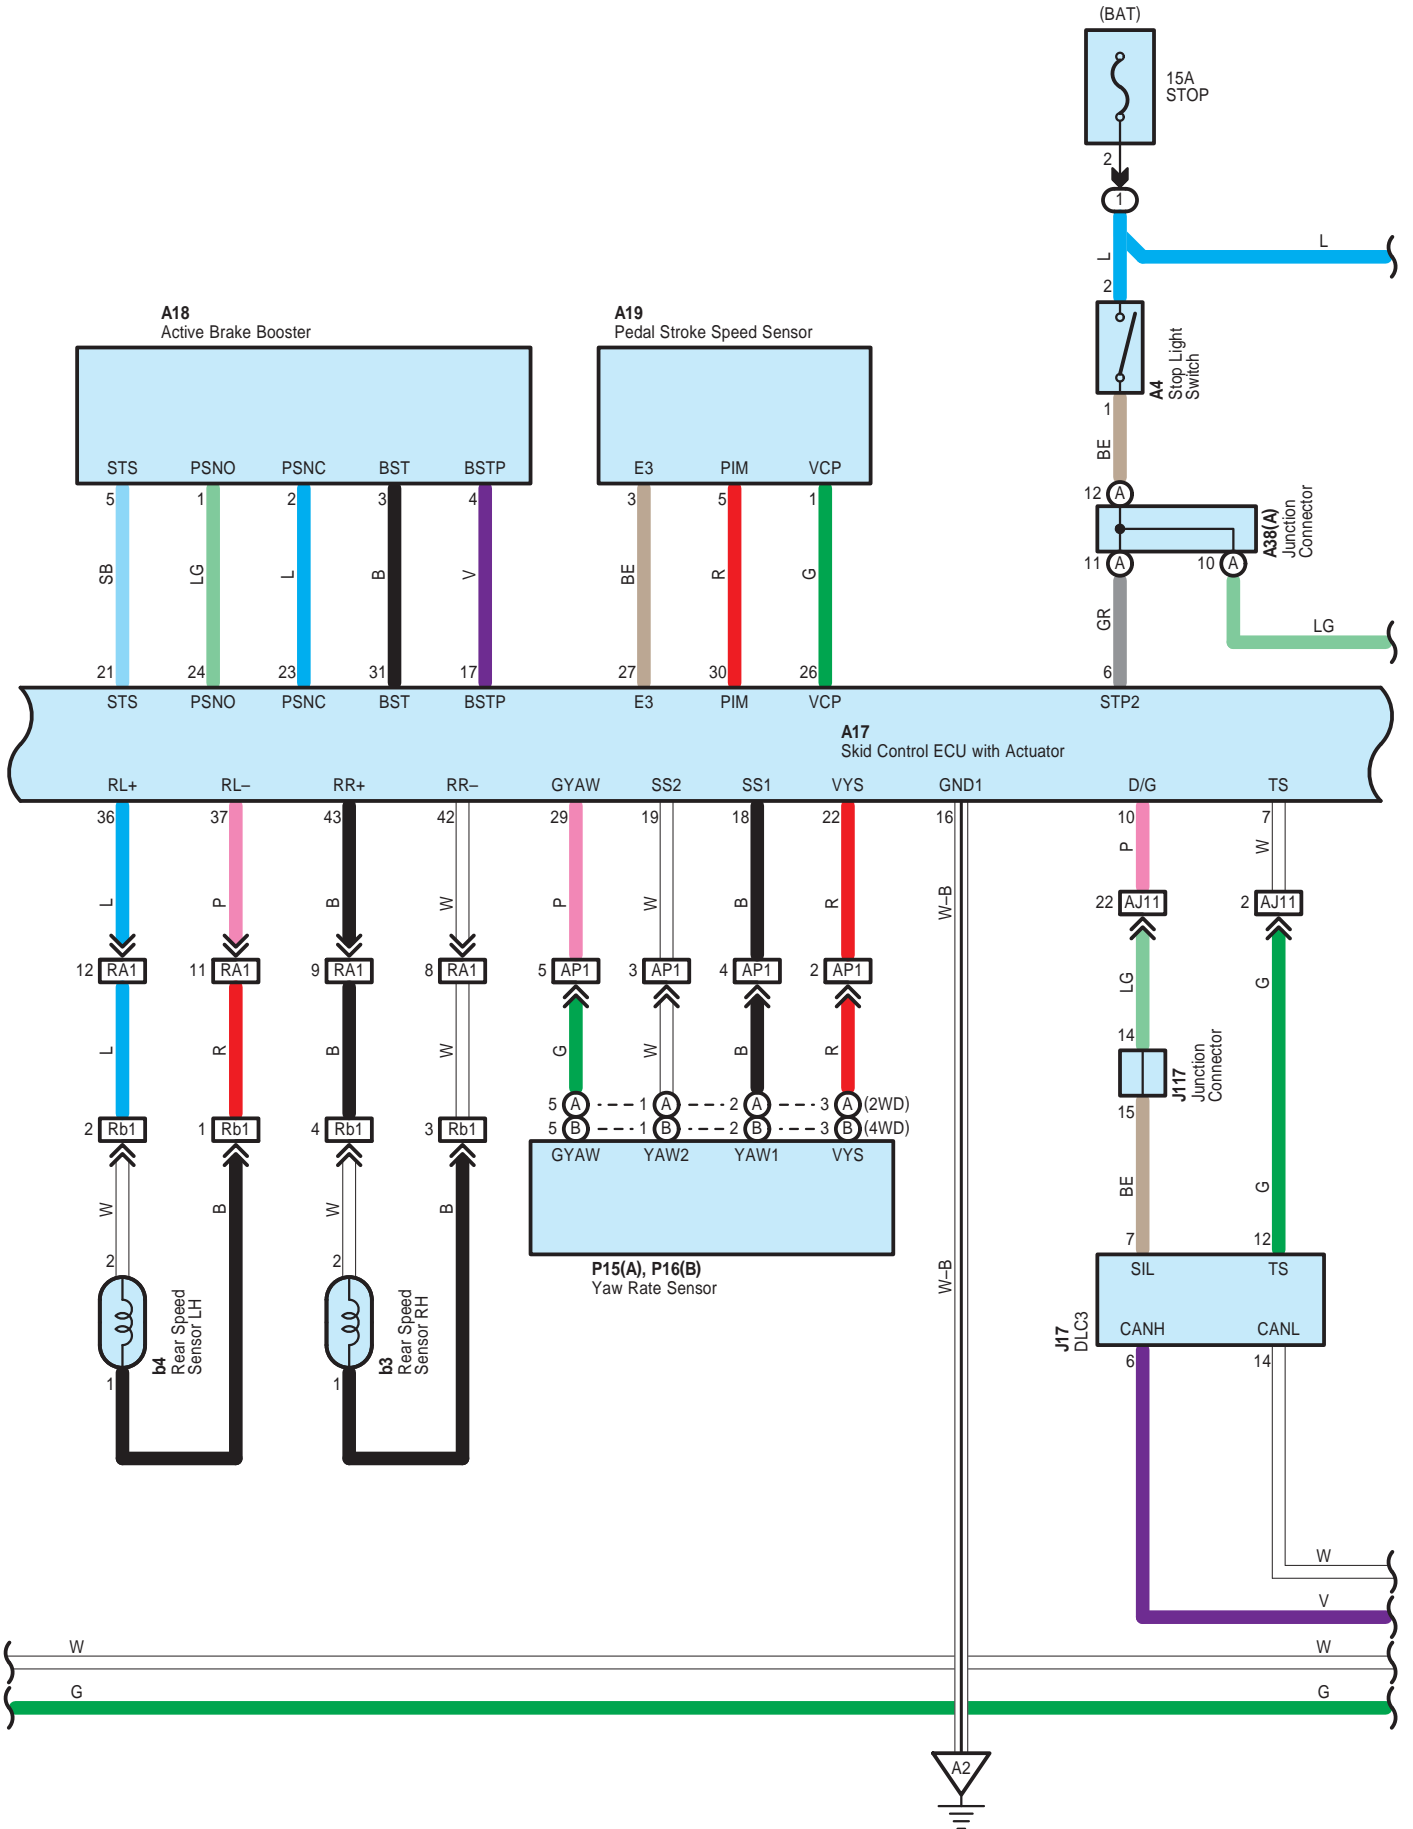 (BAT)
15A
STOP
2
1
L
L
2
A4
Stop Light
Switch
1
BE
12 A
A38(A)
Junction
Connector
11 A
10 A
GR
LG
6
A18
Active Brake Booster
STS PSNO PSNC BST BSTP
5 1 2 3 4
SB LG L B V
21 24 23 31 17
A19
Pedal Stroke Speed Sensor
E3 PIM VCP
3 5 1
BE R G
27 30 26
STS PSNO PSNC BST BSTP E3 PIM VCP STP2
A17
Skid Control ECU with Actuator
RL+ RL– RR+ RR– GYAW SS2 SS1 VYS GND1 D/G TS
36 37 43 42 29 19 18 22 16 10 7
P W
L P B W P W B R W–B
22 AJ11 2 AJ11
12 RA1 11 RA1 9 RA1 8 RA1 5 AP1 3 AP1 4 AP1 2 AP1
LG G
14
L R B W G W B R
J117
Junction
Connector
15
5 A 1 A 2 A 3 A (2WD)
5 B 1 B 2 B 3 B (4WD)
2 Rb1 1 Rb1 4 Rb1 3 Rb1
GYAW YAW2 YAW1 VYS
W B W B
BE G
7 12
2 2
P15(A), P16(B)
Yaw Rate Sensor
W–B
SIL TS
CANH CANL
J17
DLC3
b4
Rear Speed
Sensor LH
b3
Rear Speed
Sensor RH
6 14
1 1
W
V
W W
G G
A2